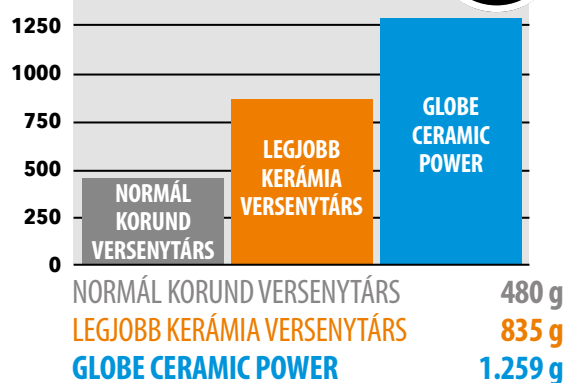 1250
1000
750
500
250
0
NORMÁL
KORUND
VERSENYTÁRS
LEGJOBB
KERÁMIA
VERSENYTÁRS
GLOBE
CERAMIC
POWER
NORMÁL KORUND VERSENYTÁRS 480 g
LEGJOBB KERÁMIA VERSENYTÁRS 835 g
GLOBE CERAMIC POWER 1.259 g